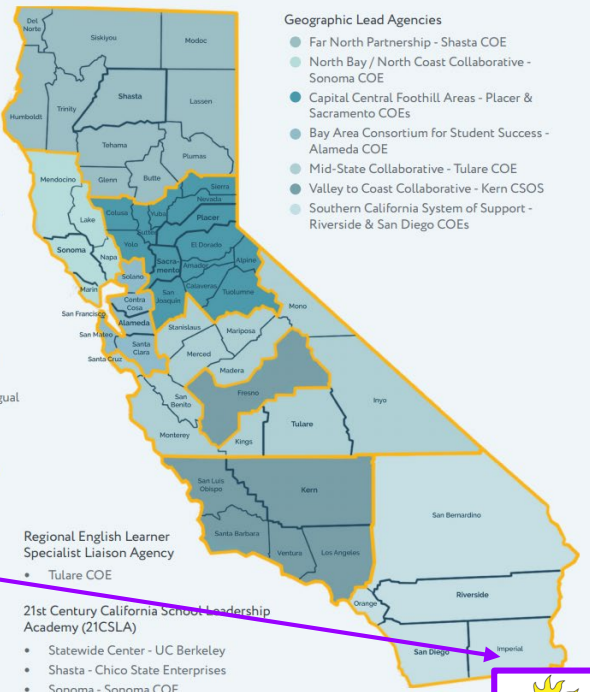 Geographic Lead Agencies
Far North Partnership - Shasta COE
North Bay / North Coast Collaborative -
Sonoma COE
Capital Central Foothill Areas - Placer &
Sacramento COEs
Bay Area Consortium for Student Success -
Alameda COE
Mid-State Collaborative - Tulare COE
Valley to Coast Collaborative - Kern CSOS
Southern California System of Support -
Riverside & San Diego COEs
Del
Norte
Siskiyou
Modoc
Humboldt
Trinity
Shasta
Lassen
Tehama
Plumas
Mendocino
Glenn
Butte
Sierra
Nevada
Lake
Colusa
Yuba
Sutter
Placer
Sonoma
Napa
Yolo
Sacra-
mento
El Dorado
Alpine
Amador
Marin
Solano
San
Joaquin
Calaveras
Tuolumne
Mono
San Francisco
Contra
Cosa
Alameda
San Mateo
Santa
Clara
Santa Cruz
Stanislaus
Mariposa
Merced
Madera
San
Benito
Monterey
Fresno
Kings
Tulare
Inyo
gual
San Luis
Obispo
Kern
Santa Barbara
Ventura
Los Angeles
San Bernardino
Orange
Riverside
San Diego
Imperial
Regional English Learner
Specialist Liaison Agency
Tulare COE
21st Century California School Leadership
Academy (21CSLA)
Statewide Center - UC Berkeley
Shasta - Chico State Enterprises
Sonoma - Sonoma COE